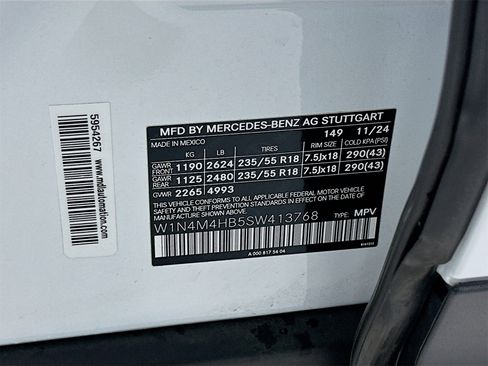 MFD BY MERCEDES-BENZ AG STUTTGART
MADE IN MEXICO 149 11/24
KG LB TIRES RIM SIZE COLD KPA(PSI)
GAWR FRONT 1190 2624 235/55 R18 7.5Jx18 290(43)
GAWR REAR 1125 2480 235/55 R18 7.5Jx18 290(43)
GVWR 2265 4993
THIS VEHICLE CONFORMS TO ALL APPLICABLE FEDERAL MOTOR VEHICLE
SAFETY AND THEFT PREVENTION STANDARDS IN EFFECT
ON THE DATE OF MANUFACTURE SHOWN ABOVE.
W1N4M4HB5SW413768 TYPE: MPV
A 000 817 54 04
5954267
www.mdautomation.com